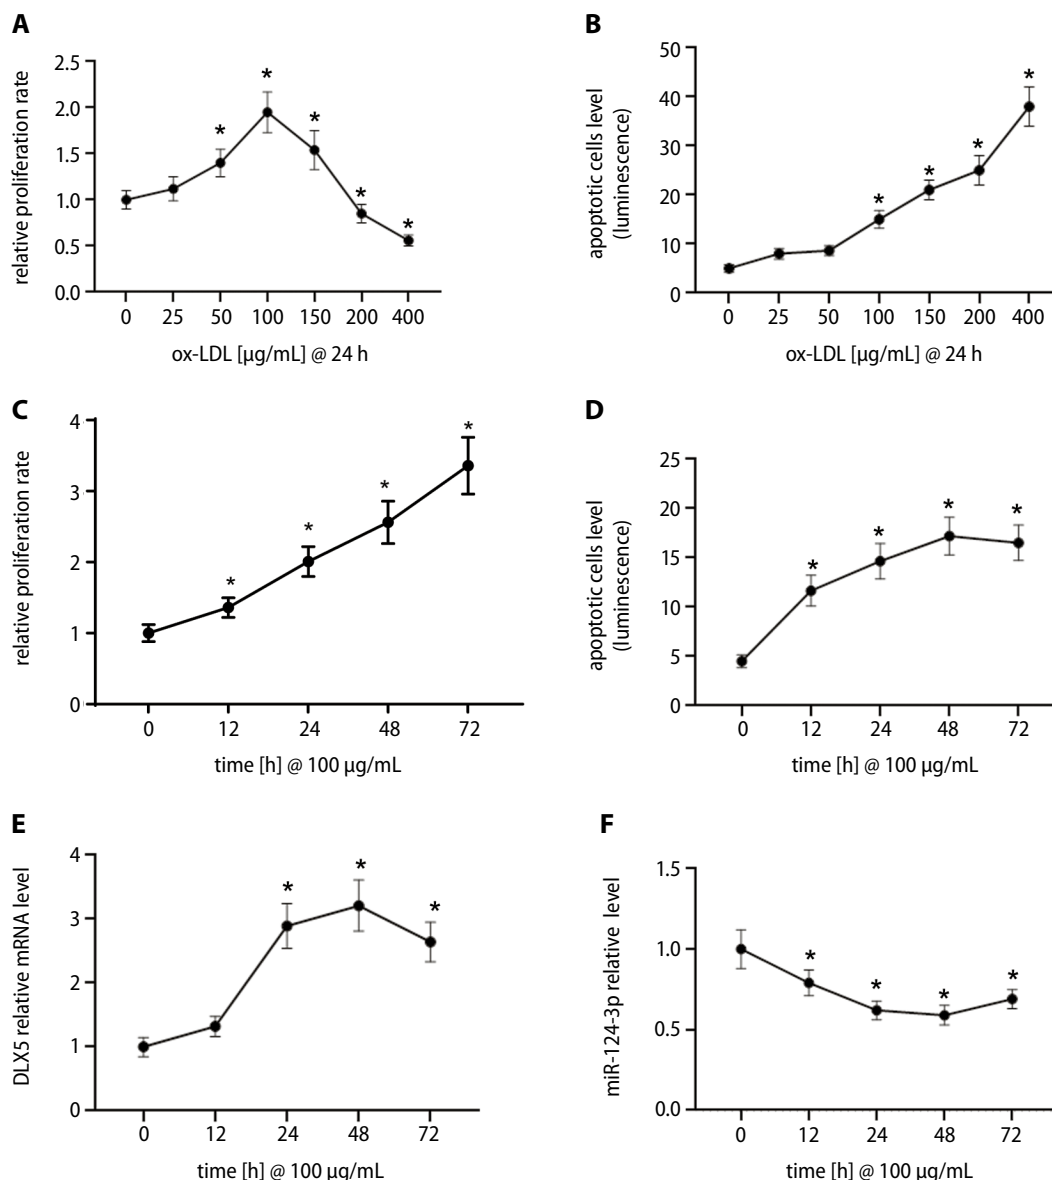 A
relative proliferation rate
2.5
2.0
1.5
1.0
0.5
0.0
* * * * *
0 25 50 100 150 200 400
ox-LDL [µg/mL] @ 24 h
B
apoptotic cells level
(luminescence)
50
40
30
20
10
0
* * * * *
0 25 50 100 150 200 400
ox-LDL [µg/mL] @ 24 h
C
relative proliferation rate
4
3
2
1
0
* * * *
0 12 24 48 72
time [h] @ 100 µg/mL
D
apoptotic cells level
(luminescence)
25
20
15
10
5
0
* * * *
0 12 24 48 72
time [h] @ 100 µg/mL
E
DLX5 relative mRNA level
4
3
2
1
0
* * *
0 12 24 48 72
time [h] @ 100 µg/mL
F
miR-124-3p relative level
1.5
1.0
0.5
0.0
* * * *
0 12 24 48 72
time [h] @ 100 µg/mL